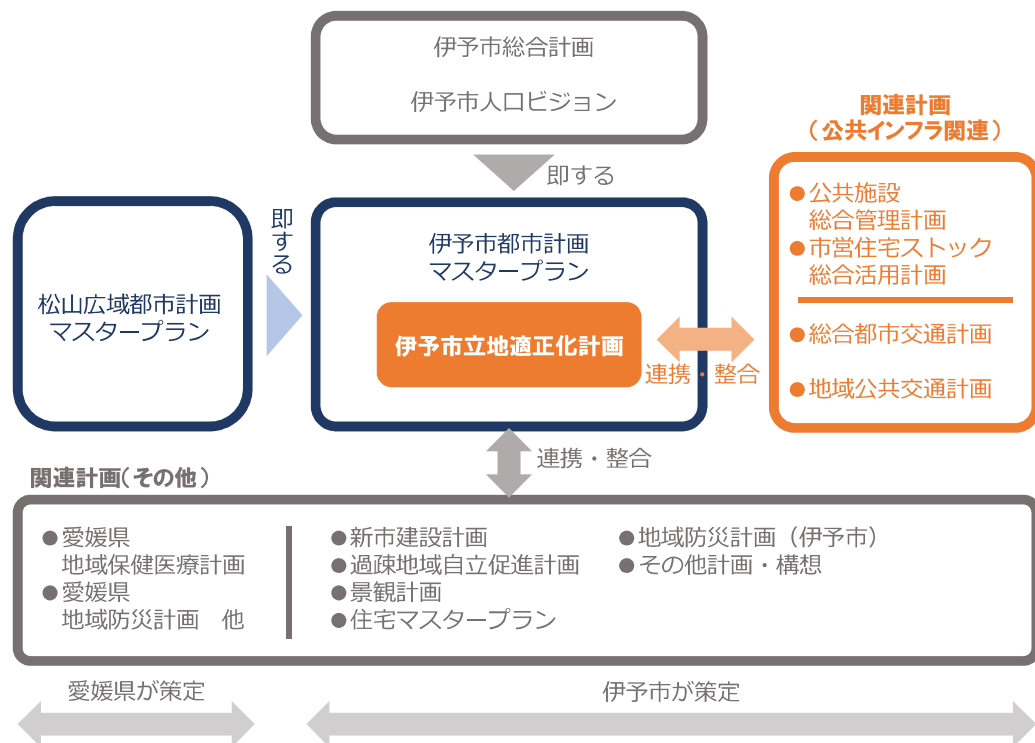 伊予市総合計画
伊予市人口ビジョン
即する
関連計画
（公共インフラ関連）
●公共施設
総合管理計画
●市営住宅ストック
総合活用計画
●総合都市交通計画
●地域公共交通計画
松山広域都市計画
マスタープラン
即する
伊予市都市計画
マスタープラン
伊予市立地適正化計画
連携・整合
連携・整合
関連計画（その他）
●愛媛県
地域保健医療計画
●愛媛県
地域防災計画　他
●新市建設計画
●過疎地域自立促進計画
●景観計画
●住宅マスタープラン
●地域防災計画（伊予市）
●その他計画・構想
愛媛県が策定
伊予市が策定